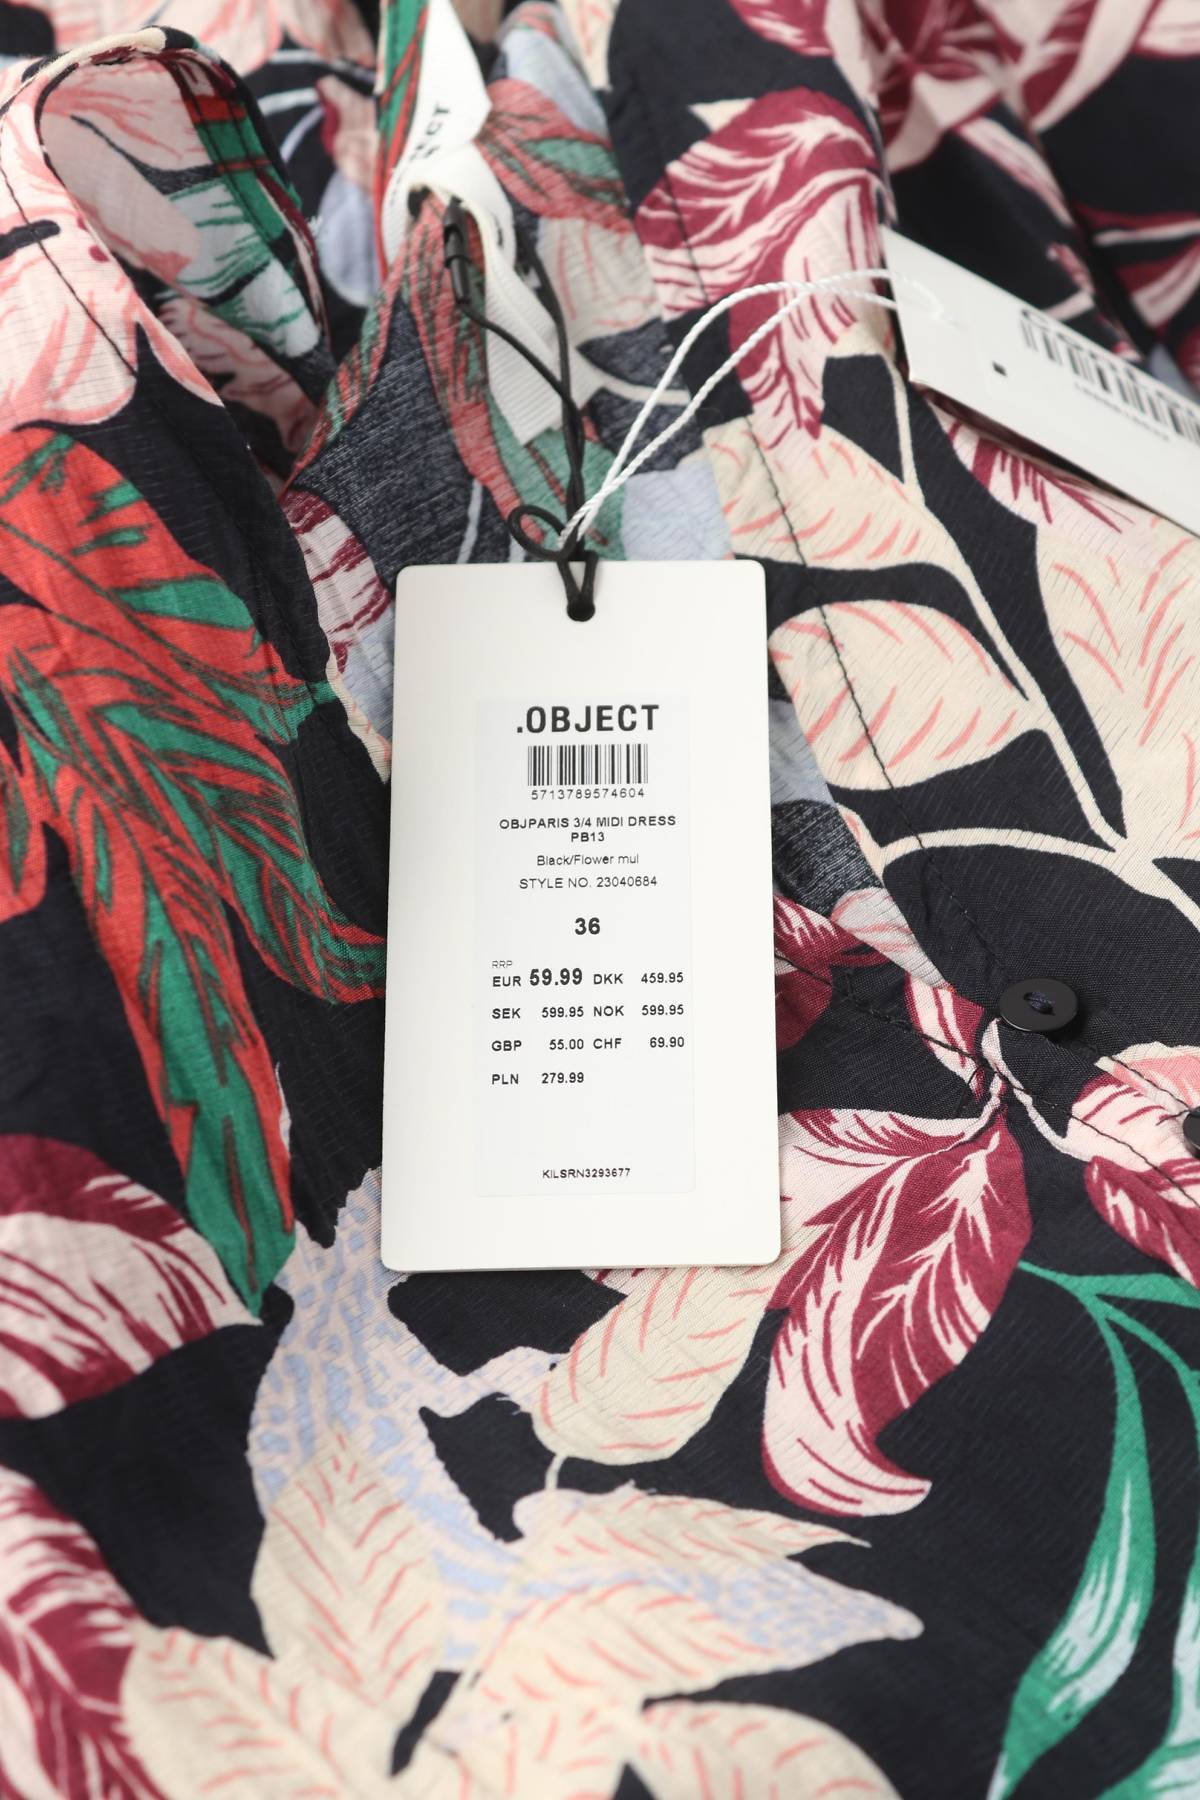 .OBJECT
5713789574604
OBJPARIS 3/4 MIDI DRESS
PB13
Black/Flower mul
STYLE NO. 23040684
36
RRP
EUR 59.99 DKK 459.95
SEK 599.95 NOK 599.95
GBP 55.00 CHF 69.90
PLN 279.99
KILSRN3293677